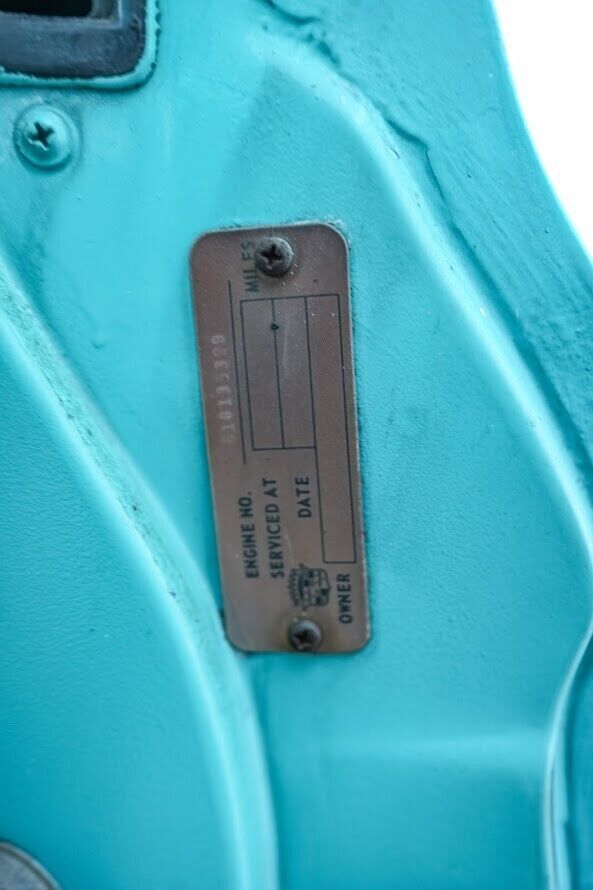 ENGINE NO.
SERVICED AT MILES
DATE
OWNER